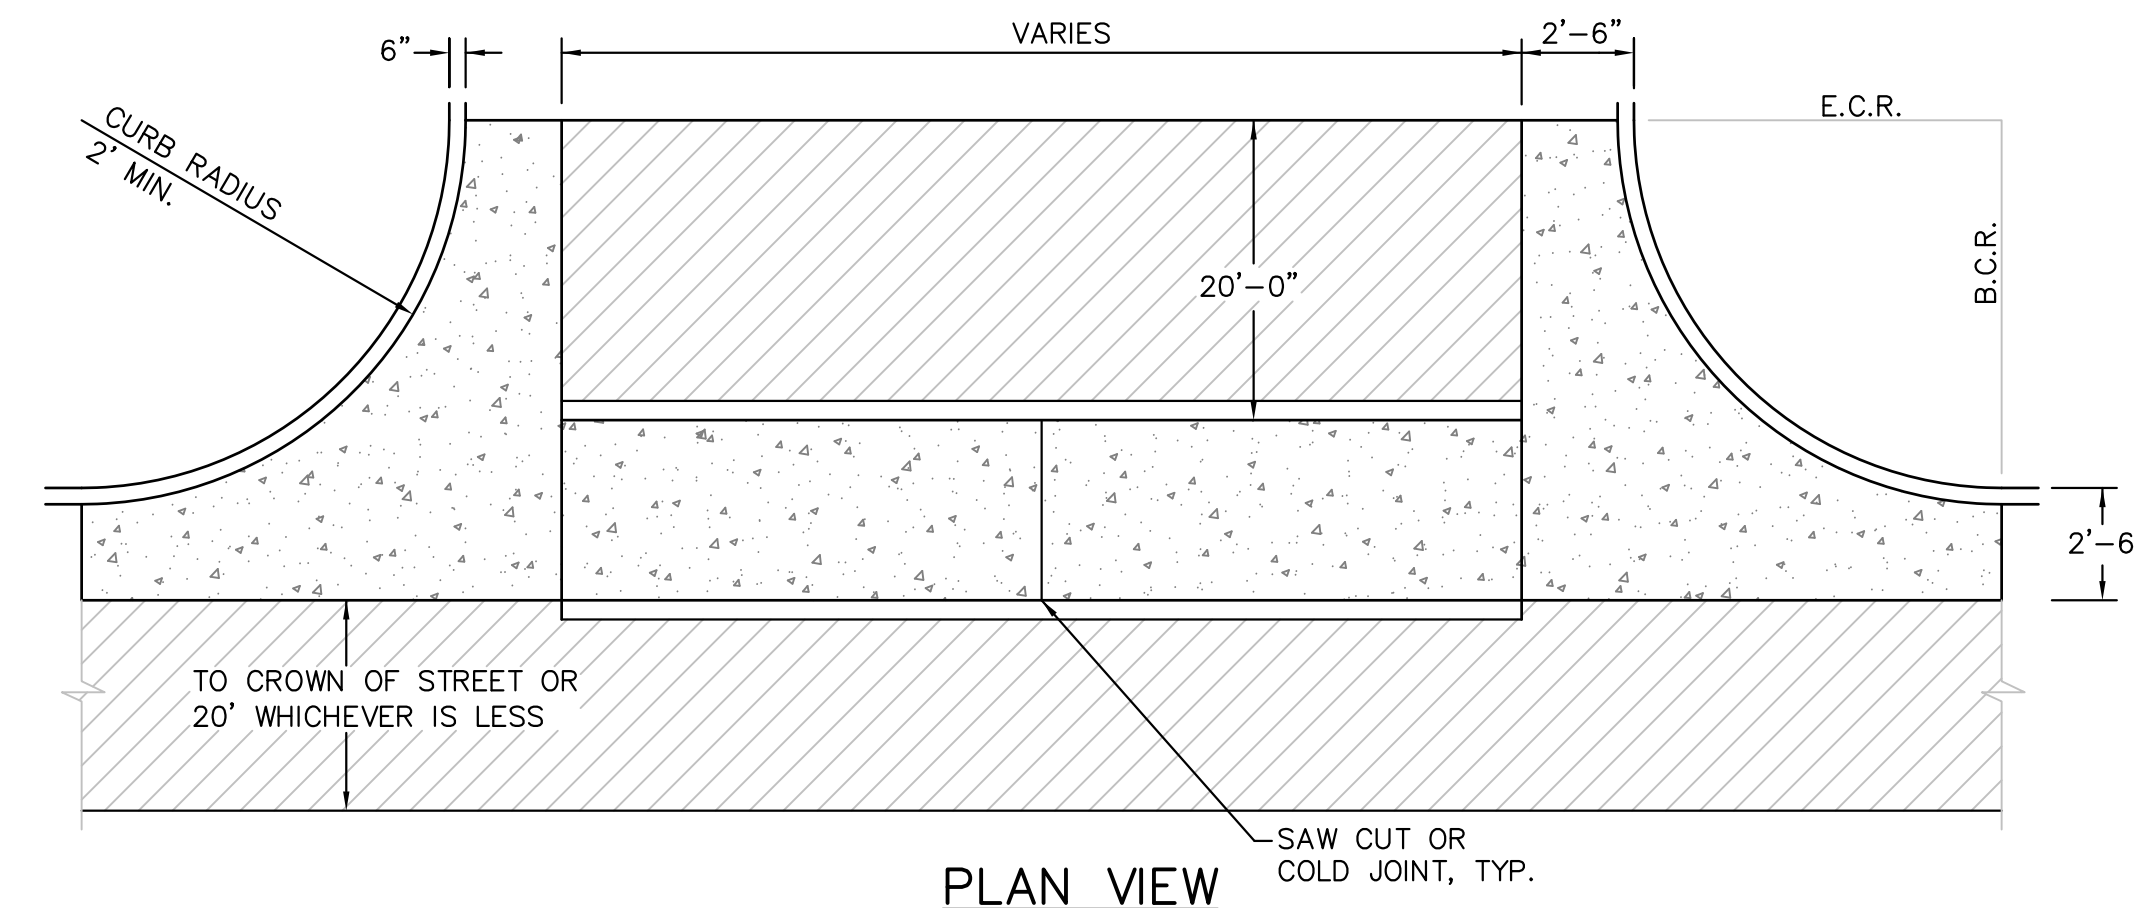 6”
VARIES
2’-6”
E.C.R.
CURB RADIUS
2’ MIN.
B.C.R.
20’-0”
2’-6
TO CROWN OF STREET OR
20’ WHICHEVER IS LESS
SAW CUT OR
COLD JOINT, TYP.
PLAN VIEW